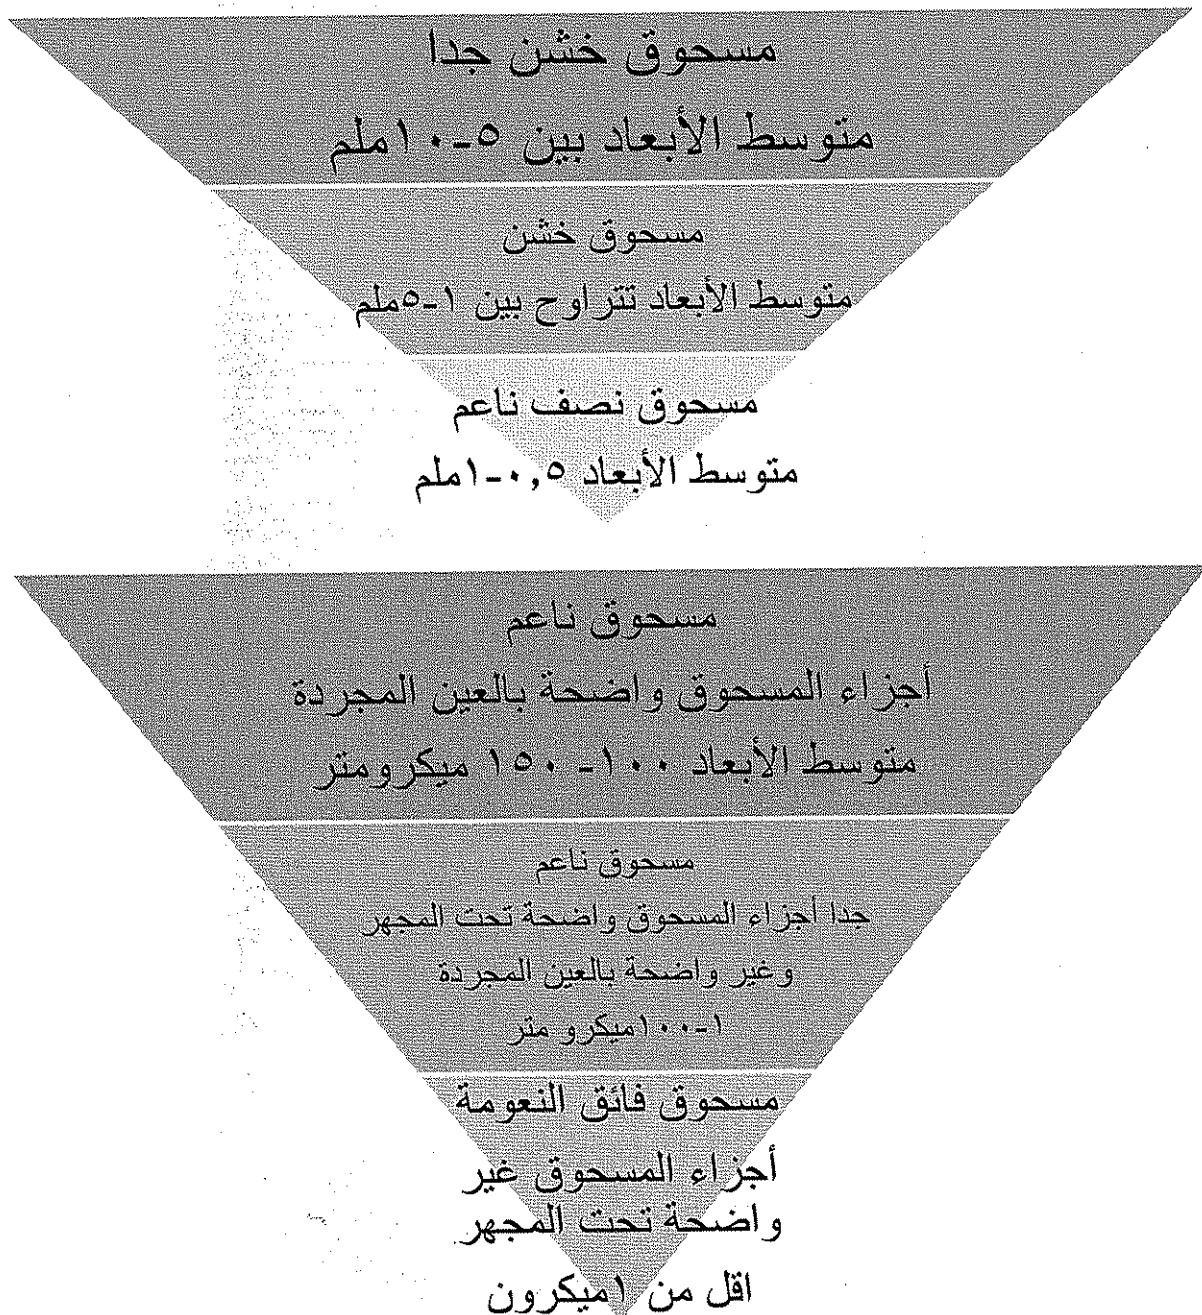 مسحوق خشن جدا
متوسط الأبعاد بين ٥-١٠ملم
مسحوق خشن
متوسط الأبعاد تتراوح بين ١-٥ملم
مسحوق نصف ناعم
متوسط الأبعاد ٠,٥-١ملم
مسحوق ناعم
أجزاء المسحوق واضحة بالعين المجردة
متوسط الأبعاد ١٠٠- ١٥٠ ميكرومتر
مسحوق ناعم
جدا أجزاء المسحوق واضحة تحت المجهر
وغير واضحة بالعين المجردة
١-١٠٠ميكرو متر
مسحوق فائق النعومة
أجزاء المسحوق غير
واضحة تحت المجهر
اقل من ١ميكرون